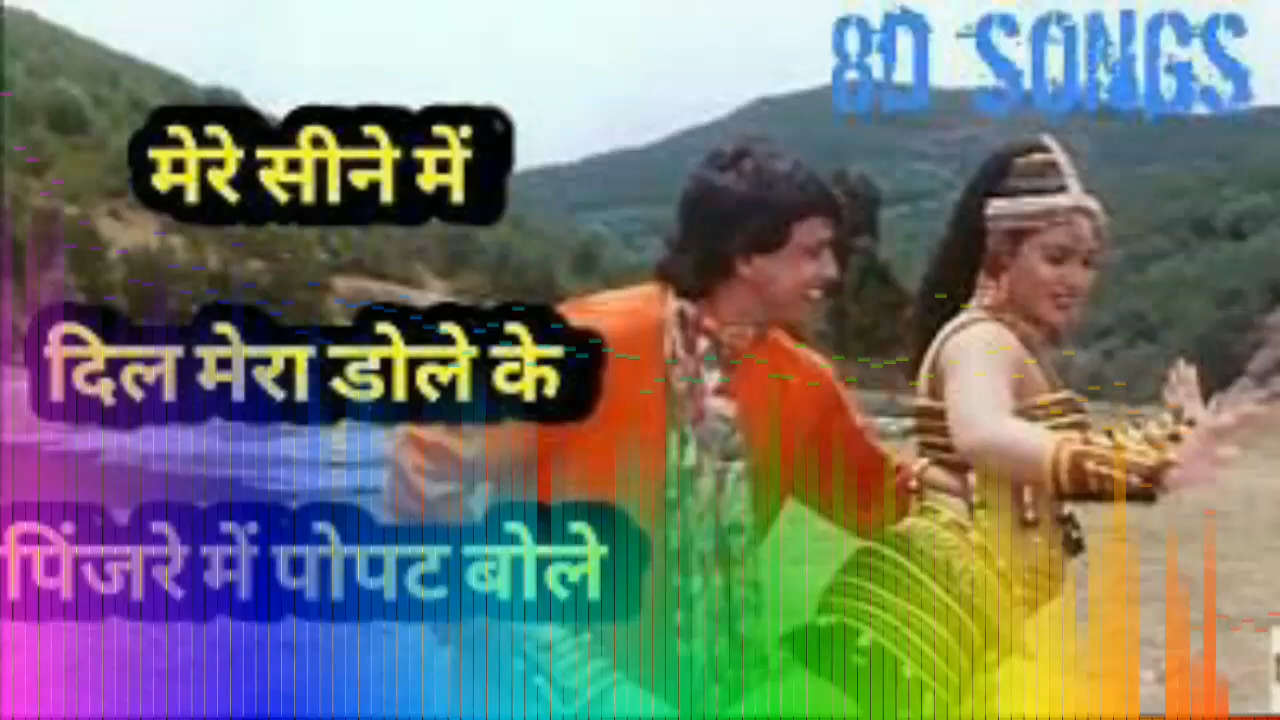 8D SONGS
मेरे सीने में
दिल मेरा डोले के
पिंजरे में पोपट बोले